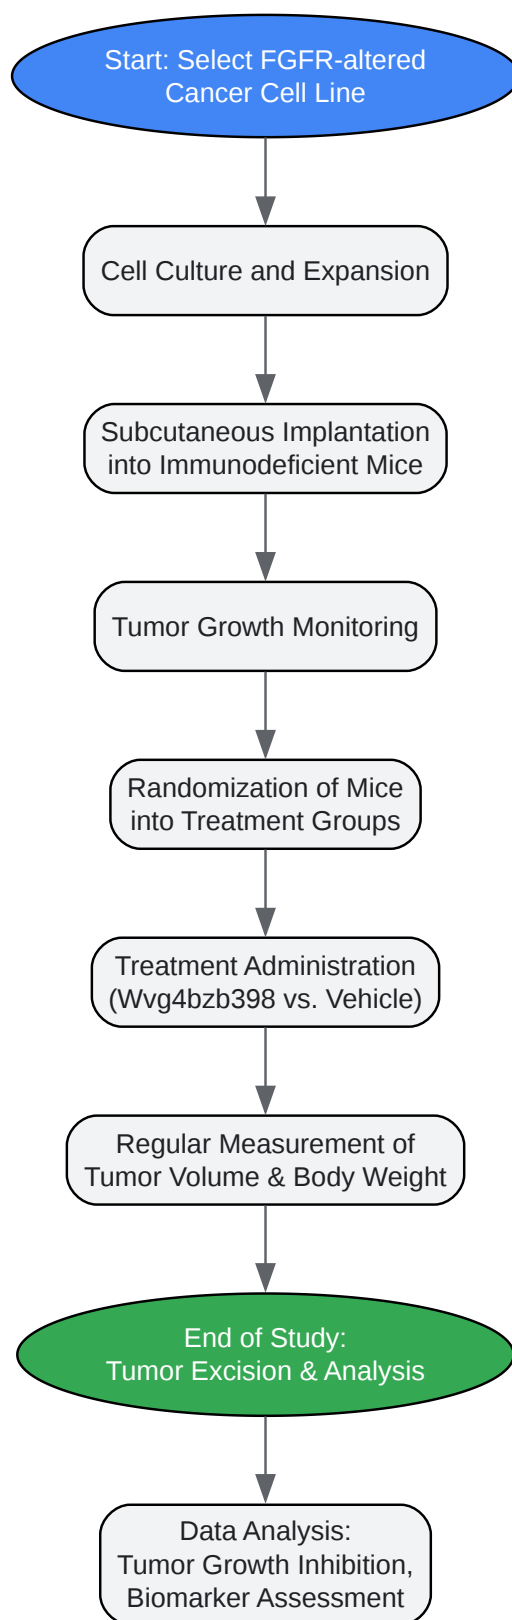 Start: Select FGFR-altered
Cancer Cell Line
Cell Culture and Expansion
Subcutaneous Implantation
into Immunodeficient Mice
Tumor Growth Monitoring
Randomization of Mice
into Treatment Groups
Treatment Administration
(Wvg4bzb398 vs. Vehicle)
Regular Measurement of
Tumor Volume & Body Weight
End of Study:
Tumor Excision & Analysis
Data Analysis:
Tumor Growth Inhibition,
Biomarker Assessment